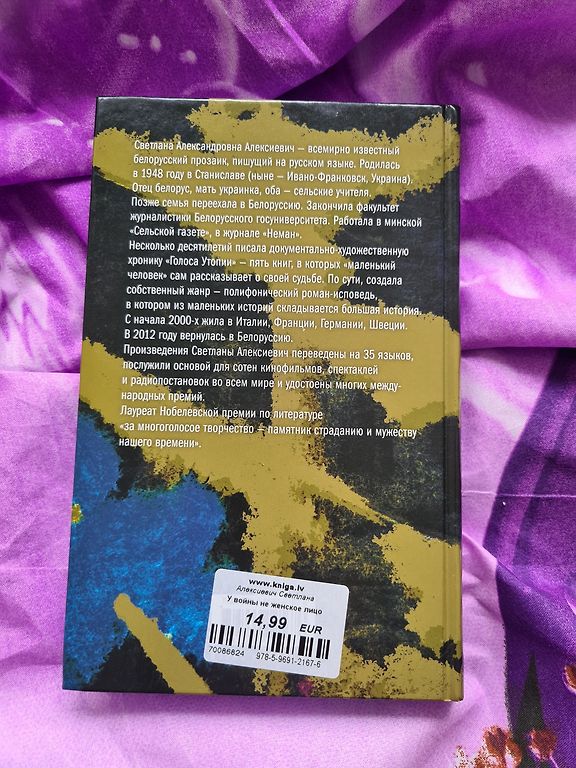 Светлана Александровна Алексиевич – всемирно известный
белорусский прозаик, пишущий на русском языке. Родилась
в 1948 году в Станиславе (ныне – Ивано-Франковск, Украина).
Отец белорус, мать украинка, оба – сельские учителя.
Позже семья переехала в Белоруссию. Закончила факультет
журналистики Белорусского госуниверситета. Работала в минской
«Сельской газете», в журнале «Неман».
Несколько десятилетий писала документально-художественную
хронику «Голоса Утопии» – пять книг, в которых «маленький
человек» сам рассказывает о своей судьбе. По сути, создала
собственный жанр – полифонический роман-исповедь,
в котором из маленьких историй складывается большая история.
С начала 2000-х жила в Италии, Франции, Германии, Швеции.
В 2012 году вернулась в Белоруссию.
Произведения Светланы Алексиевич переведены на 35 языков,
послужили основой для сотен кинофильмов, спектаклей
и радиопостановок во всем мире и удостоены многих между-
народных премий.
Лауреат Нобелевской премии по литературе
«за многоголосое творчество – памятник страданию и мужеству
нашего времени».
www.kniga.lv
Алексиевич Светлана
У войны не женское лицо
14,99 EUR
70086824 978-5-9691-2167-6